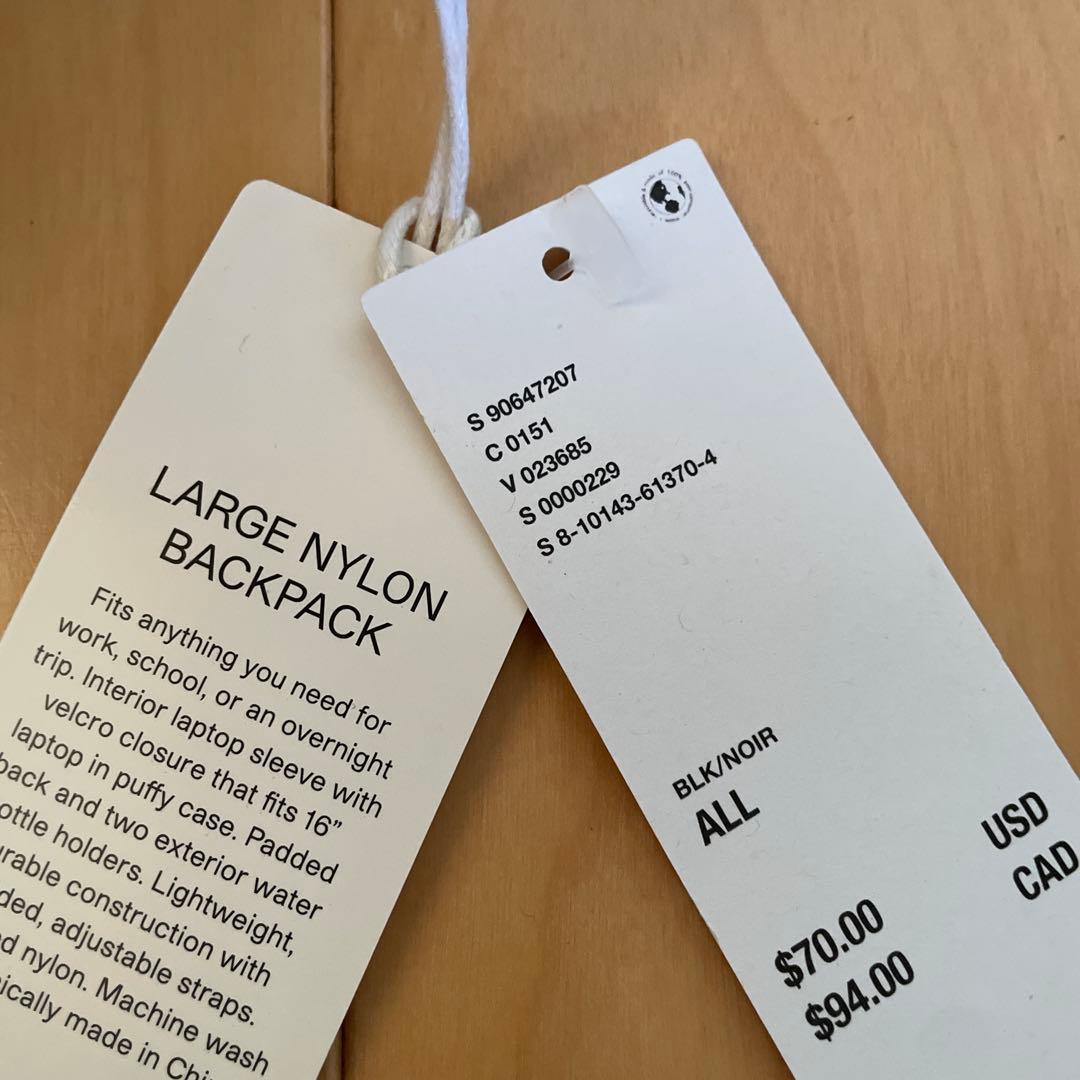 LARGE NYLON
BACKPACK
Fits anything you need for
work, school, or an overnight
trip. Interior laptop sleeve with
velcro closure that fits 16”
laptop in puffy case. Padded
back and two exterior water
ottle holders. Lightweight,
urable construction with
ded, adjustable straps.
d nylon. Machine wash
ically made in Chi
S 90647207
C 0151
V 023685
S 0000229
S 8-10143-61370-4
BLK/NOIR
ALL
USD
CAD
$70.00
$94.00